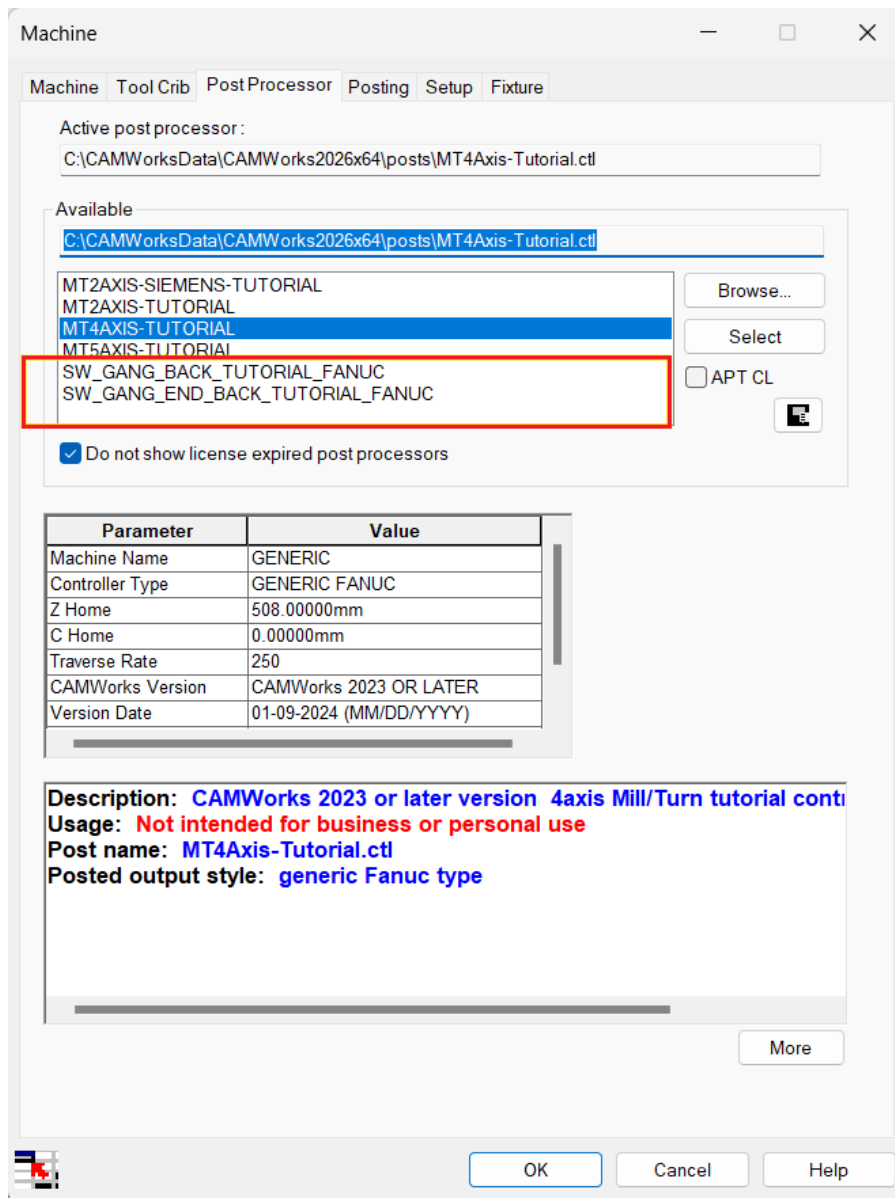 Machine
Machine Tool Crib Post Processor Posting Setup Fixture
Active post processor :
C:\CAMWorksData\CAMWorks2026x64\posts\MT4Axis-Tutorial.ctl
Available
C:\CAMWorksData\CAMWorks2026x64\posts\MT4Axis-Tutorial.ctl
MT2AXIS-SIEMENS-TUTORIAL
MT2AXIS-TUTORIAL
MT4AXIS-TUTORIAL
MT5AXIS-TUTORIAL
SW_GANG_BACK_TUTORIAL_FANUC
SW_GANG_END_BACK_TUTORIAL_FANUC
Browse...
Select
APT CL
Do not show license expired post processors
Parameter Value
Machine Name GENERIC
Controller Type GENERIC FANUC
Z Home 508.00000mm
C Home 0.00000mm
Traverse Rate 250
CAMWorks Version CAMWorks 2023 OR LATER
Version Date 01-09-2024 (MM/DD/YYYY)
Description: CAMWorks 2023 or later version 4axis Mill/Turn tutorial
Usage: Not intended for business or personal use
Post name: MT4Axis-Tutorial.ctl
Posted output style: generic Fanuc type
More
OK Cancel Help